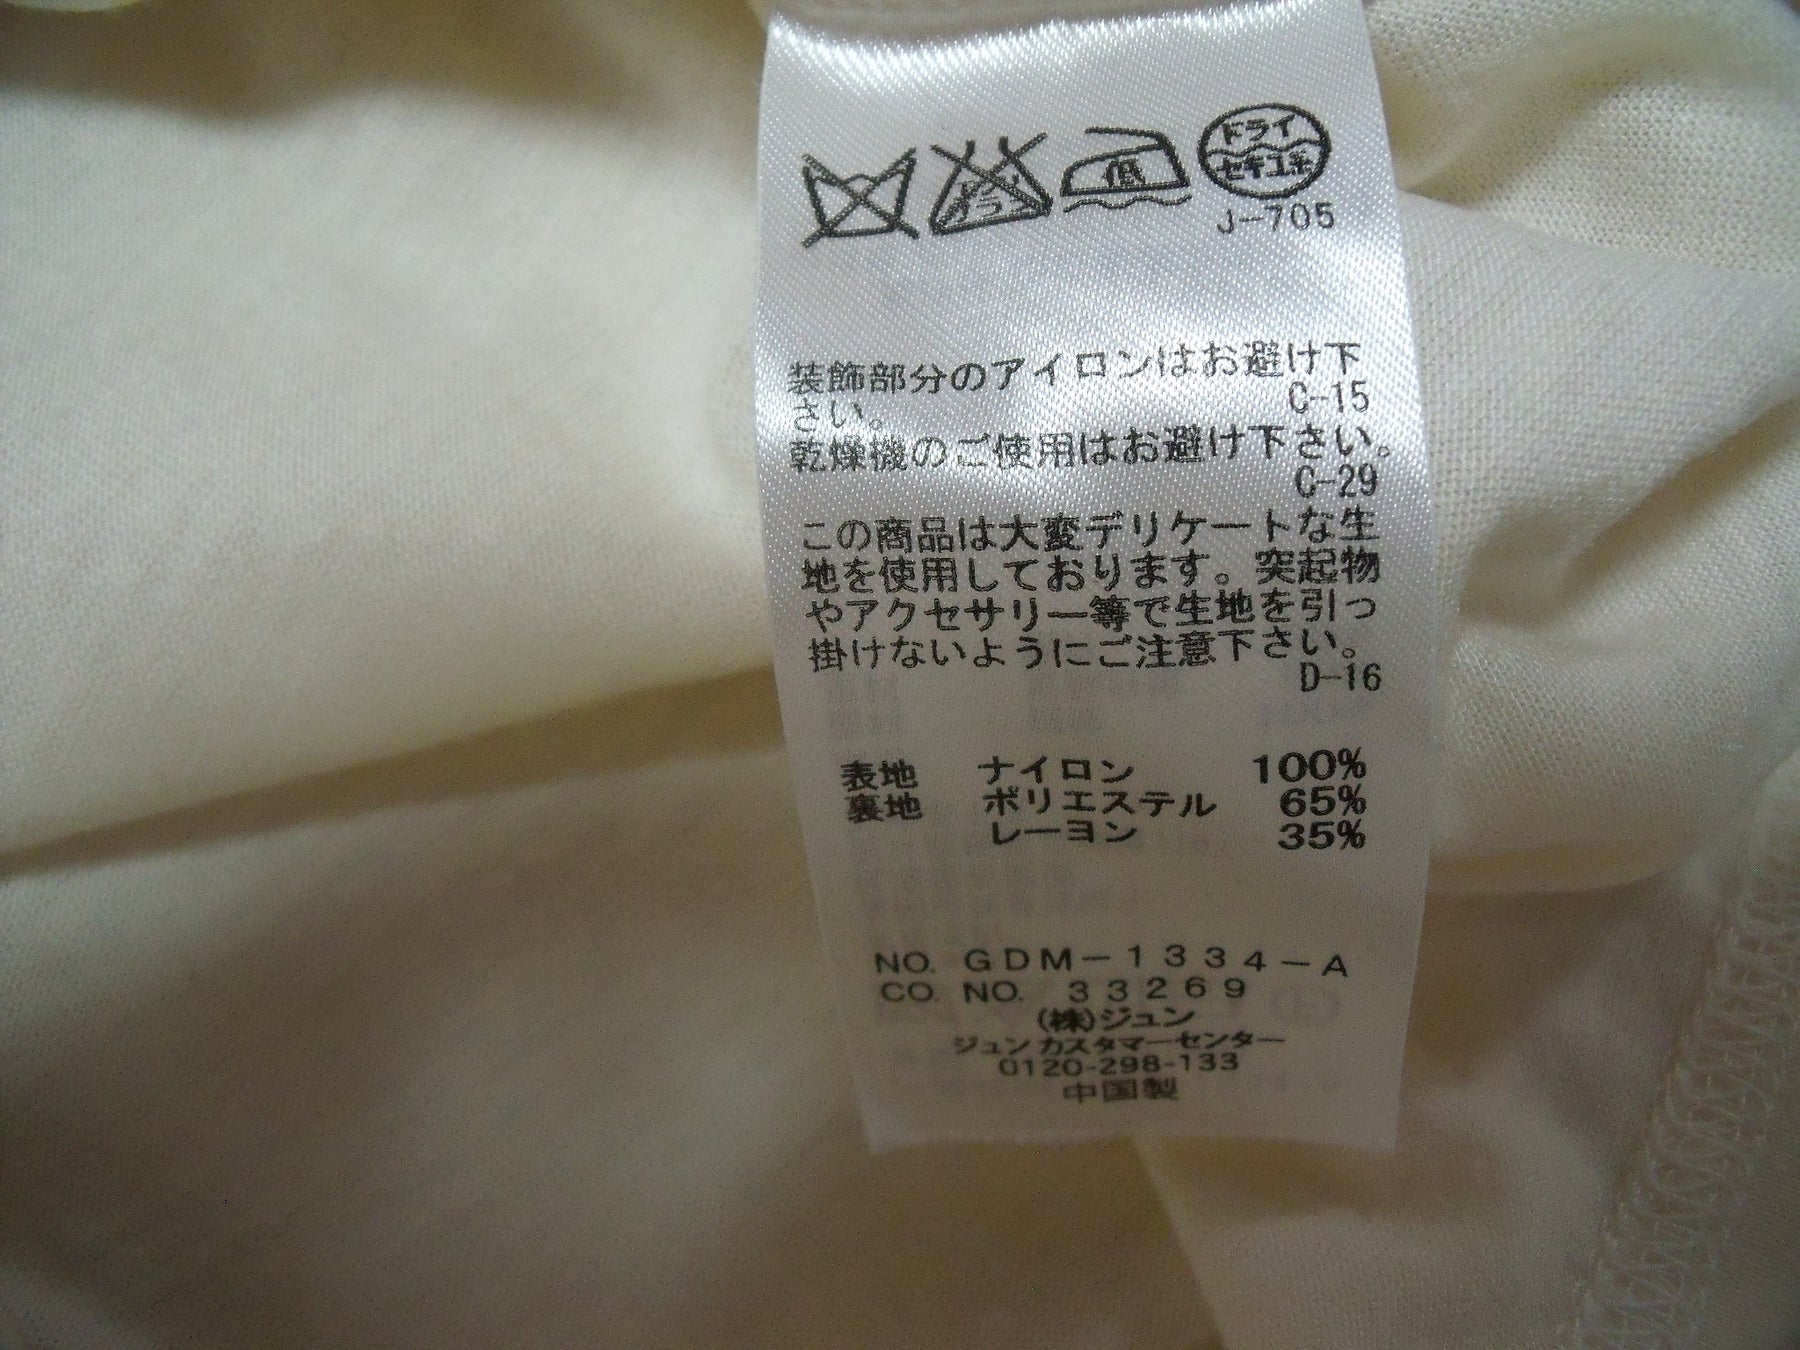 エンソ
サラシ
低
ドライ
セキユ系
J-705
装飾部分のアイロンはお避け下
さい。
C-15
乾燥機のご使用はお避け下さい。
C-29
この商品は大変デリケートな生
地を使用しております。突起物
やアクセサリー等で生地を引っ
掛けないようにご注意下さい。
D-16
表地 ナイロン 100%
裏地 ポリエステル 65%
レーヨン 35%
NO. GDM-1334-A
CO. NO. 33269
(株)ジュン
ジュン カスタマーセンター
0120-298-133
中国製